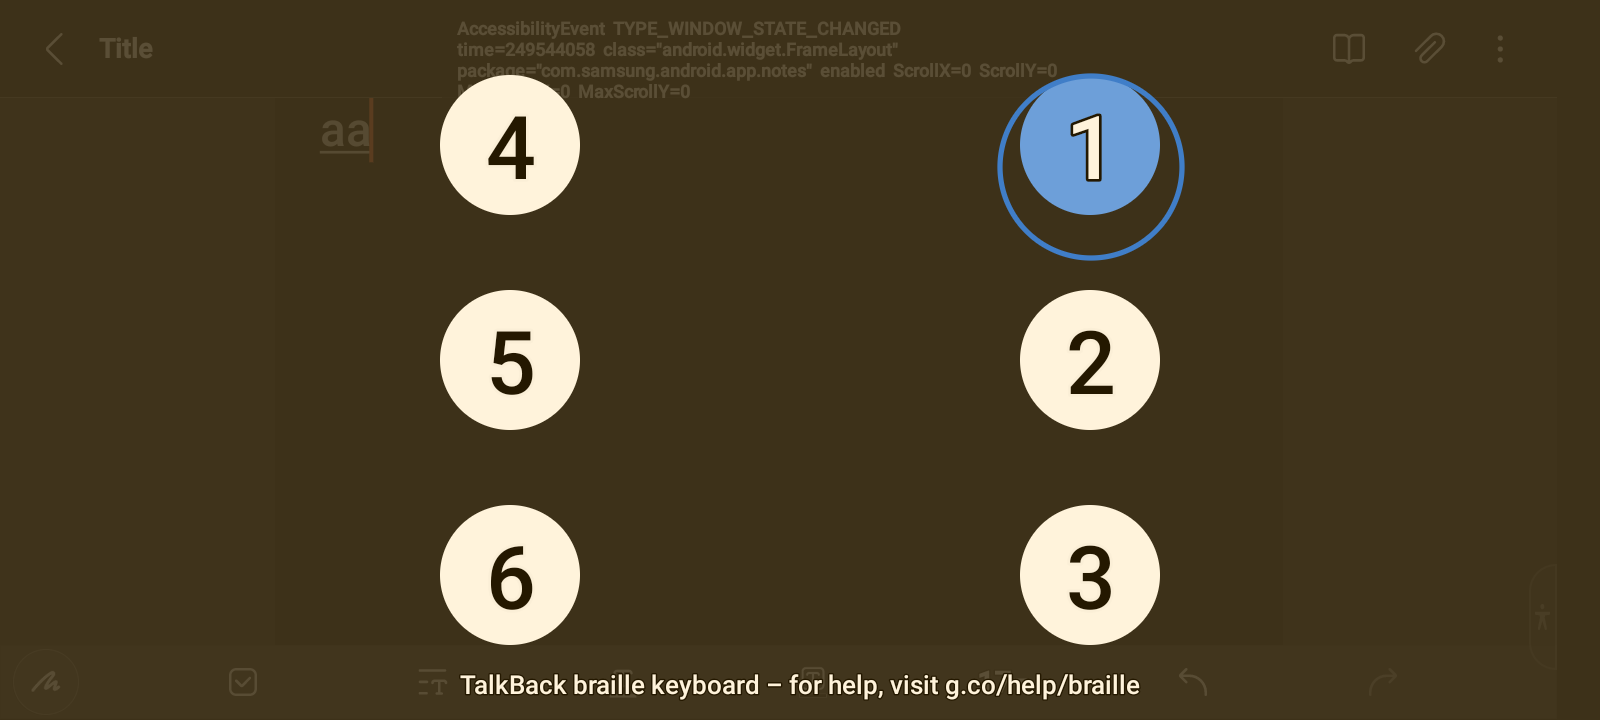 Title
AccessibilityEvent TYPE_WINDOW_STATE_CHANGED
time=249544058 class="android.widget.FrameLayout"
package="com.samsung.android.app.notes" enabled ScrollX=0 ScrollY=0
=0 MaxScrollY=0
aa
4
1
5
2
6
3
TalkBack braille keyboard – for help, visit g.co/help/braille